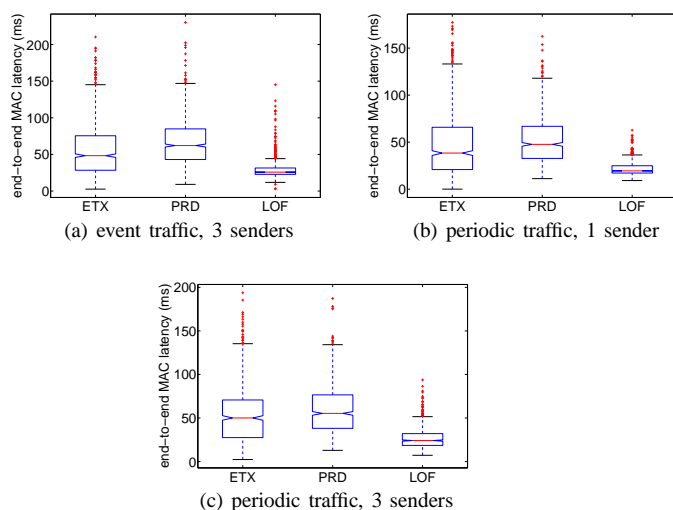 end-to-end MAC latency (ms)
200
150
100
50
0
ETX PRD LOF
(a) event traffic, 3 senders
end-to-end MAC latency (ms)
150
100
50
0
ETX PRD LOF
(b) periodic traffic, 1 sender
end-to-end MAC latency (ms)
200
150
100
50
0
ETX PRD LOF
(c) periodic traffic, 3 senders